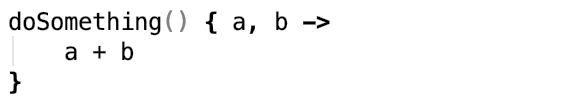 doSomething() { a, b ->
    a + b
}